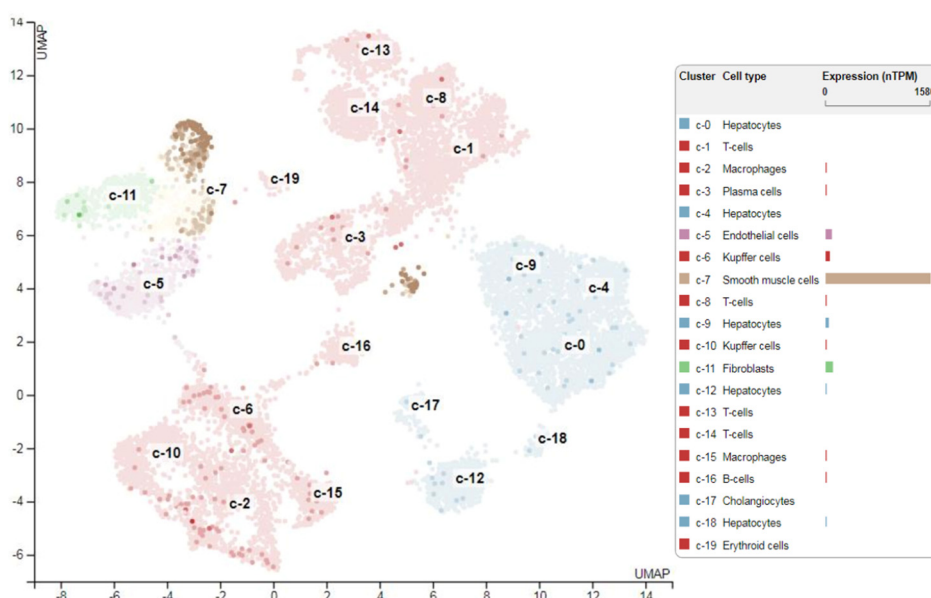 14
12
10
8
6
4
2
0
-2
-4
-6
UMAP
c-13
c-8
c-14
c-1
c-19
c-11
c-7
c-3
c-5
c-9
c-4
c-0
c-16
c-17
c-6
c-18
c-10
c-12
c-15
c-2
UMAP
-8 -6 -4 -2 0 2 4 6 8 10 12 14
Cluster Cell type Expression (nTPM)
0 1580
c-0 Hepatocytes
c-1 T-cells
c-2 Macrophages
c-3 Plasma cells
c-4 Hepatocytes
c-5 Endothelial cells
c-6 Kupffer cells
c-7 Smooth muscle cells
c-8 T-cells
c-9 Hepatocytes
c-10 Kupffer cells
c-11 Fibroblasts
c-12 Hepatocytes
c-13 T-cells
c-14 T-cells
c-15 Macrophages
c-16 B-cells
c-17 Cholangiocytes
c-18 Hepatocytes
c-19 Erythroid cells